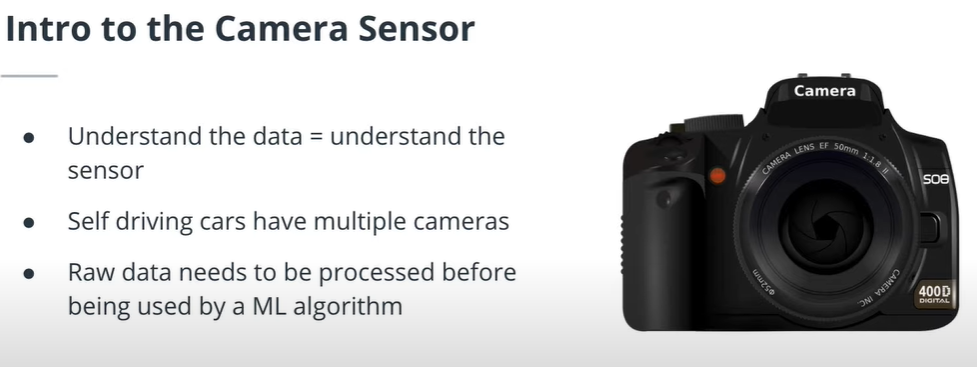 Intro to the Camera Sensor
Understand the data = understand the
sensor
Self driving cars have multiple cameras
Raw data needs to be processed before
being used by a ML algorithm
Camera
CAMERA LENS EF 50mm 1:1.8 II
SO8
ø52mm
CAMERA INC
400D
DIGITAL